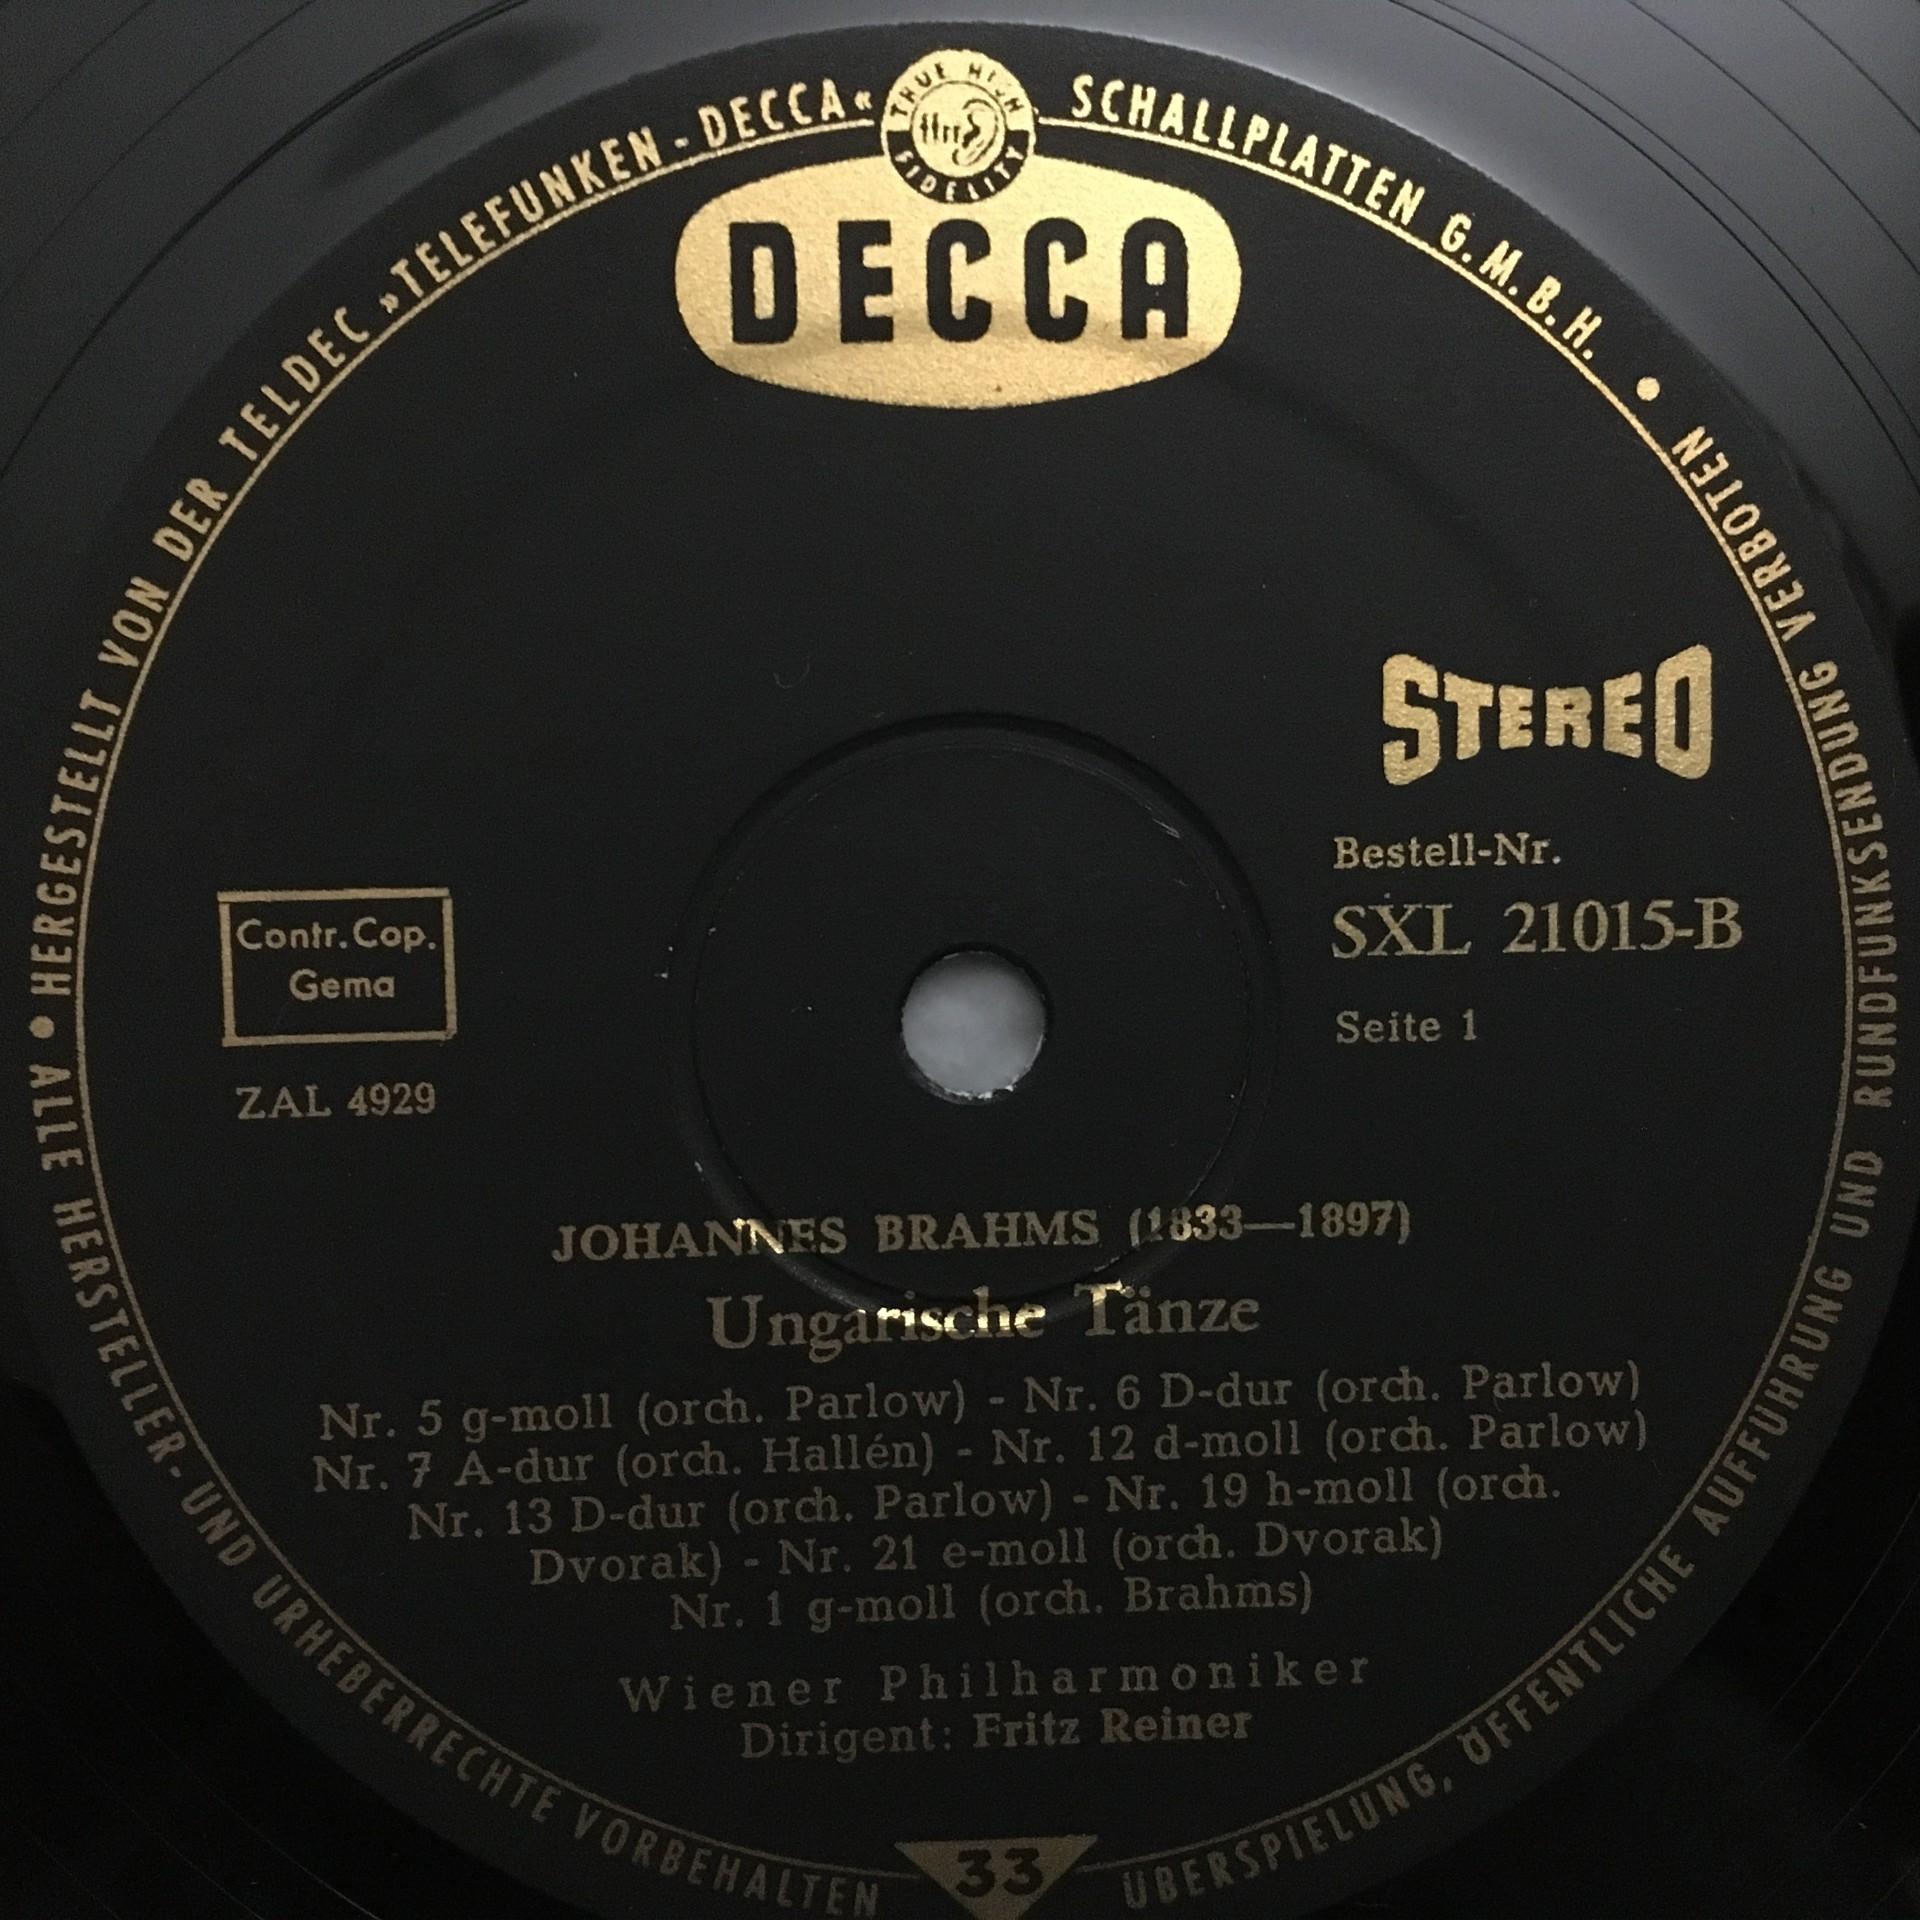 • HERGESTELLT VON DER TELDEC »TELEFUNKEN - DECCA« SCHALLPLATTEN G.M.B.H. •
TRUE HIGH FIDELITY
ffrr
DECCA
STEREO
Bestell-Nr.
SXL 21015-B
Seite 1
Contr. Cop.
Gema
ZAL 4929
JOHANNES BRAHMS (1833—1897)
Ungarische Tänze
Nr. 5 g-moll (orch. Parlow) - Nr. 6 D-dur (orch. Parlow)
Nr. 7 A-dur (orch. Hallén) - Nr. 12 d-moll (orch. Parlow)
Nr. 13 D-dur (orch. Parlow) - Nr. 19 h-moll (orch.
Dvorak) - Nr. 21 e-moll (orch. Dvorak)
Nr. 1 g-moll (orch. Brahms)
Wiener Philharmoniker
Dirigent: Fritz Reiner
33
ALLE HERSTELLER- UND URHEBERRECHTE VORBEHALTEN
ÜBERSPIELUNG, ÖFFENTLICHE AUFFÜHRUNG UND RUNDFUNKSENDUNG VERBOTEN